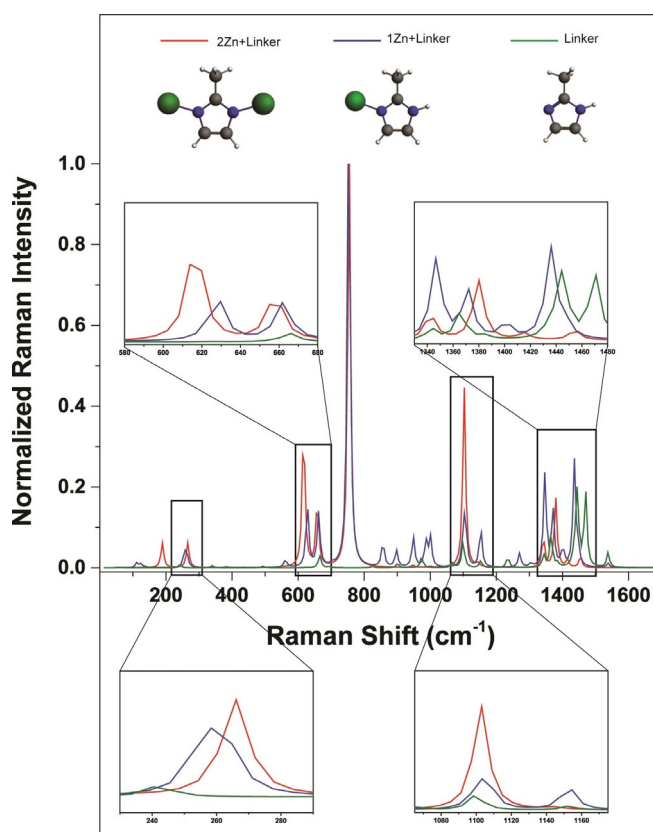 2Zn+Linker 1Zn+Linker Linker
1.0
0.8
0.6
0.4
0.2
0.0
Normalized Raman Intensity
580 600 620 640 660 680
1340 1360 1380 1400 1420 1440 1460 1480
200 400 600 800 1000 1200 1400 1600
Raman Shift (cm⁻¹)
240 260 280
1080 1100 1120 1140 1160